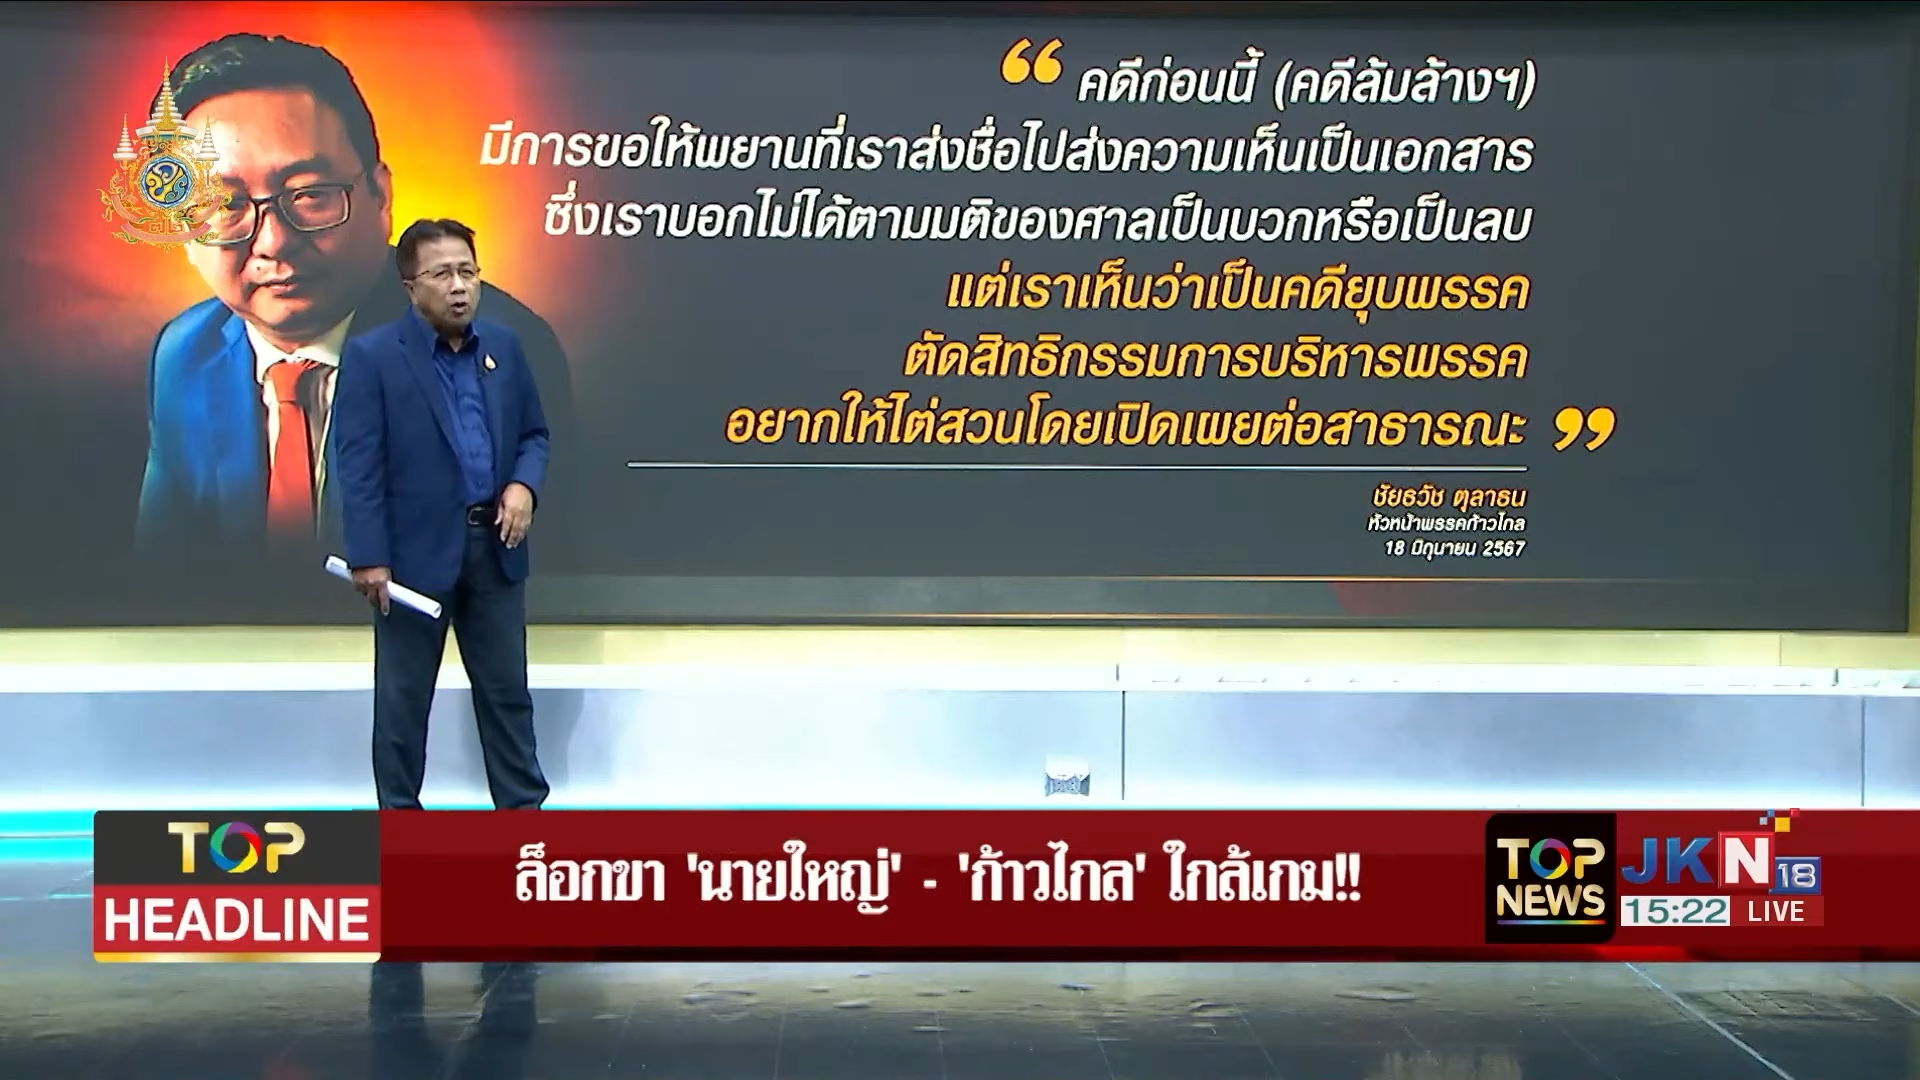 “ คดีก่อนนี้ (คดีล้มล้างฯ)
มีการขอให้พยานที่เราส่งชื่อไปส่งความเห็นเป็นเอกสาร
ซึ่งเราบอกไม่ได้ตามมติของศาลเป็นบวกหรือเป็นลบ
แต่เราเห็นว่าเป็นคดียุบพรรค
ตัดสิทธิกรรมการบริหารพรรค
อยากให้ไต่สวนโดยเปิดเผยต่อสาธารณะ ”
ชัยธวัช ตุลาธน
หัวหน้าพรรคก้าวไกล
18 มิถุนายน 2567
TOP
HEADLINE
ล็อกขา 'นายใหญ่' - 'ก้าวไกล' ใกล้เกม!!
TOP
NEWS
JKN 18
15:22 LIVE